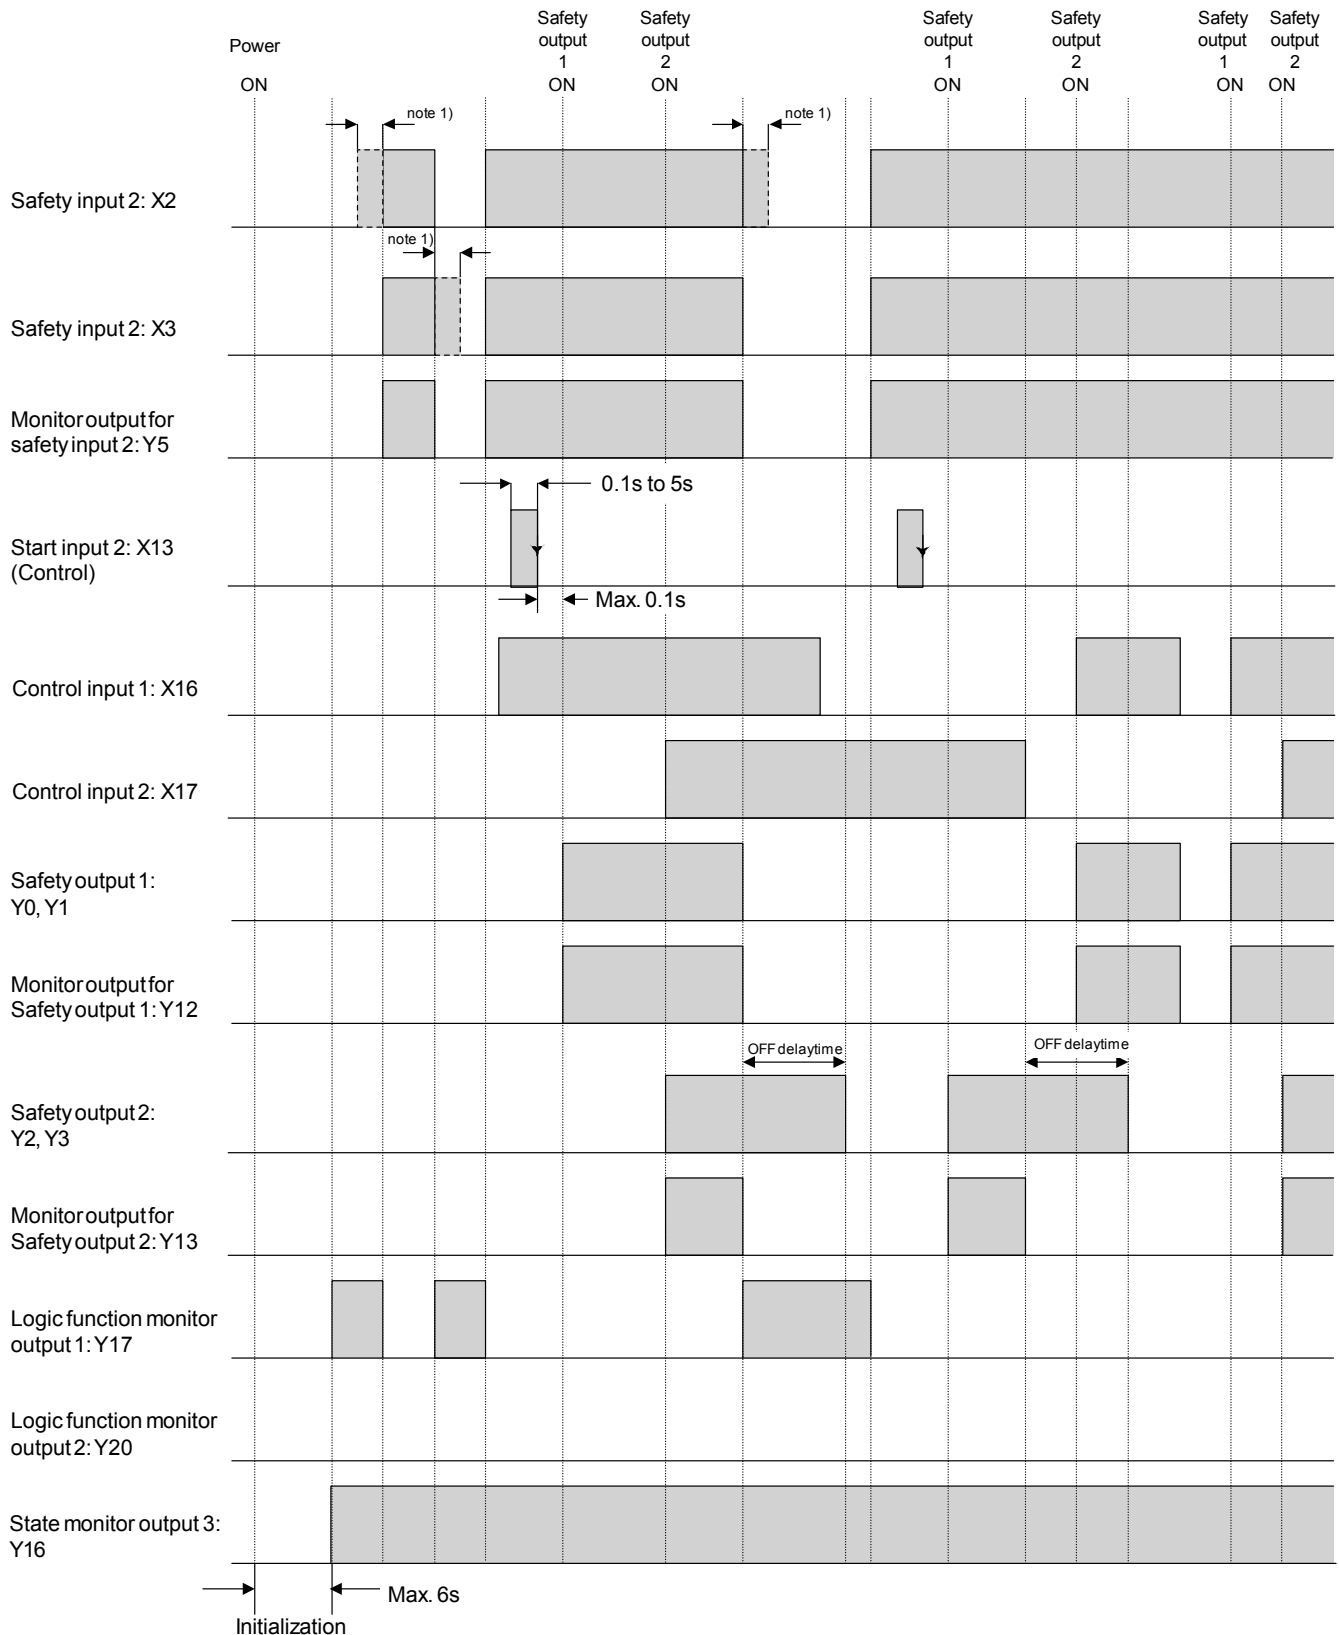 Power
ON
Safety
output
1
ON
Safety
output
2
ON
Safety
output
1
ON
Safety
output
2
ON
Safety
output
1
ON
Safety
output
2
ON
note 1)
note 1)
Safety input 2: X2
note 1)
Safety input 2: X3
Monitor output for
safety input 2: Y5
0.1s to 5s
Start input 2: X13
(Control)
Max. 0.1s
Control input 1: X16
Control input 2: X17
Safety output 1:
Y0, Y1
Monitor output for
Safety output 1: Y12
OFF delaytime
OFF delaytime
Safety output 2:
Y2, Y3
Monitor output for
Safety output 2: Y13
Logic function monitor
output 1: Y17
Logic function monitor
output 2: Y20
State monitor output 3:
Y16
Max. 6s
Initialization